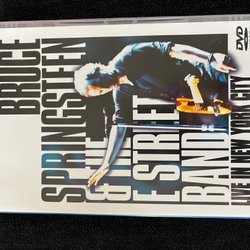 BRUCE
SPRINGSTEEN
& THE
E STREET
BAND:
LIVE IN NEW YORK CITY
DVD